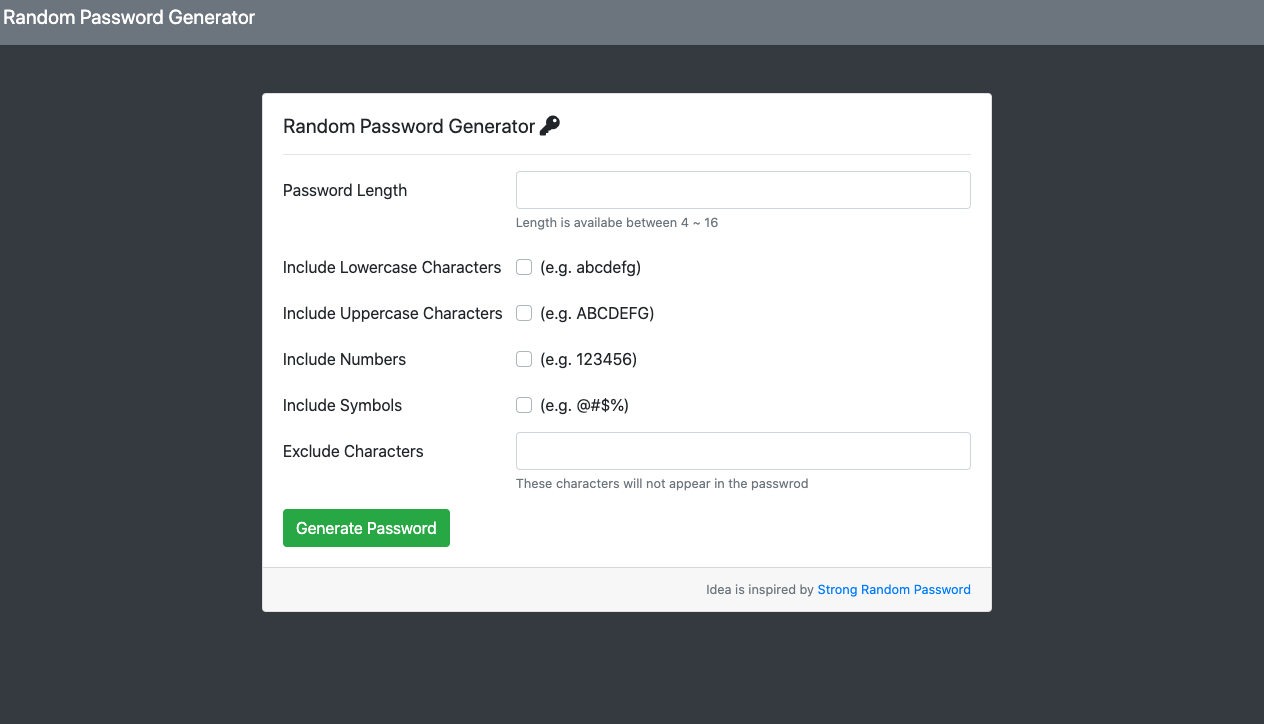 Random Password Generator
Random Password Generator
Password Length
Length is availabe between 4 ~ 16
Include Lowercase Characters (e.g. abcdefg)
Include Uppercase Characters (e.g. ABCDEFG)
Include Numbers (e.g. 123456)
Include Symbols (e.g. @#$%)
Exclude Characters
These characters will not appear in the passwrod
Generate Password
Idea is inspired by Strong Random Password